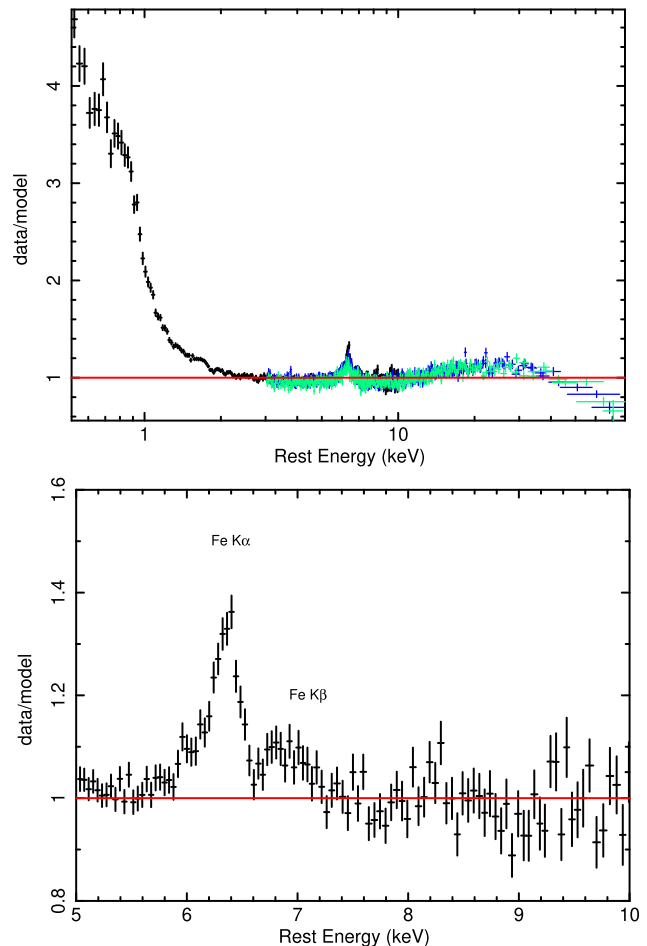 4
3
2
1
data/model
1
10
Rest Energy (keV)
1.6
1.4
1.2
1
0.8
data/model
Fe Kα
Fe Kβ
5
6
7
8
9
10
Rest Energy (keV)